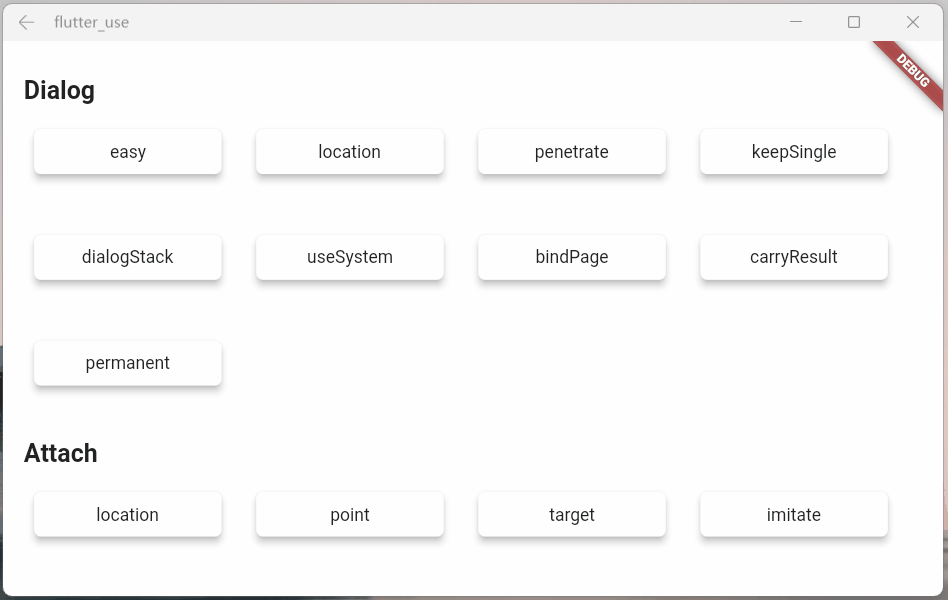 flutter_use
DEBUG
Dialog
easy location penetrate keepSingle
dialogStack useSystem bindPage carryResult
permanent
Attach
location point target imitate